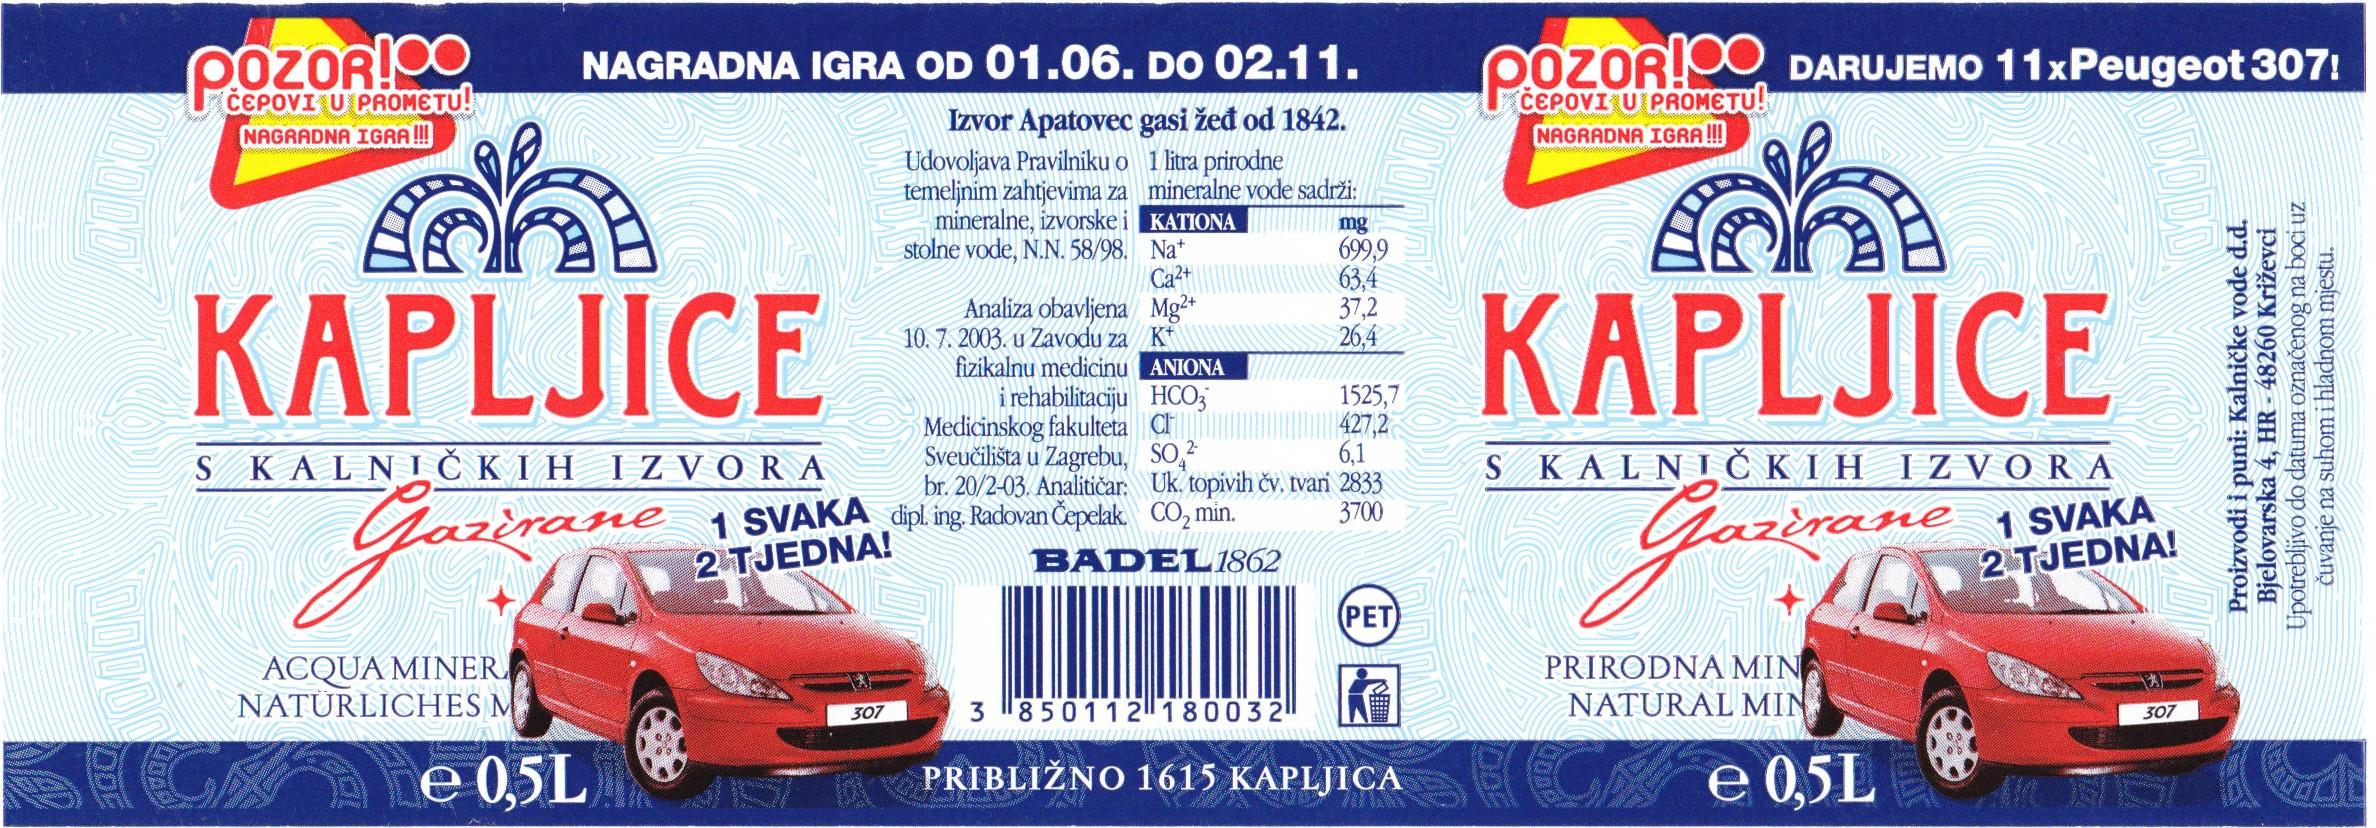 POZOR!
ČEPOVI U PROMETU!
NAGRADNA IGRA!!!
NAGRADNA IGRA OD 01.06. DO 02.11.
KAPLJICE
S KALNIČKIH IZVORA
Gazirane
1 SVAKA
2 TJEDNA!
ACQUA MINER
NATÜRLICHES M
307
e 0,5L
Izvor Apatovec gasi žeđ od 1842.
Udovoljava Pravilniku o
temeljnim zahtjevima za
mineralne, izvorske i
stolne vode, N.N. 58/98.
Analiza obavljena
10. 7. 2003. u Zavodu za
fizikalnu medicinu
i rehabilitaciju
Medicinskog fakulteta
Sveučilišta u Zagrebu,
br. 20/2-03. Analitičar:
dipl. ing. Radovan Čepelak.
1 litra prirodne
mineralne vode sadrži:
KATIONA mg
Na⁺ 699,9
Ca²⁺ 63,4
Mg²⁺ 37,2
K⁺ 26,4
ANIONA
HCO₃⁻ 1525,7
Cl⁻ 427,2
SO₄²⁻ 6,1
Uk. topivih čv. tvari 2833
CO₂ min. 3700
BADEL 1862
3 850112 180032
PET
PRIBLIŽNO 1615 KAPLJICA
POZOR!
ČEPOVI U PROMETU!
NAGRADNA IGRA!!!
DARUJEMO 11xPeugeot 307!
KAPLJICE
S KALNIČKIH IZVORA
Gazirane
1 SVAKA
2 TJEDNA!
PRIRODNA MIN
NATURAL MIN
307
e 0,5L
Proizvodi i puni: Kalničke vode d.d.
Bjelovarska 4, HR - 48260 Križevci
Upotrebljivo do datuma označenog na boci uz
čuvanje na suhom i hladnom mjestu.